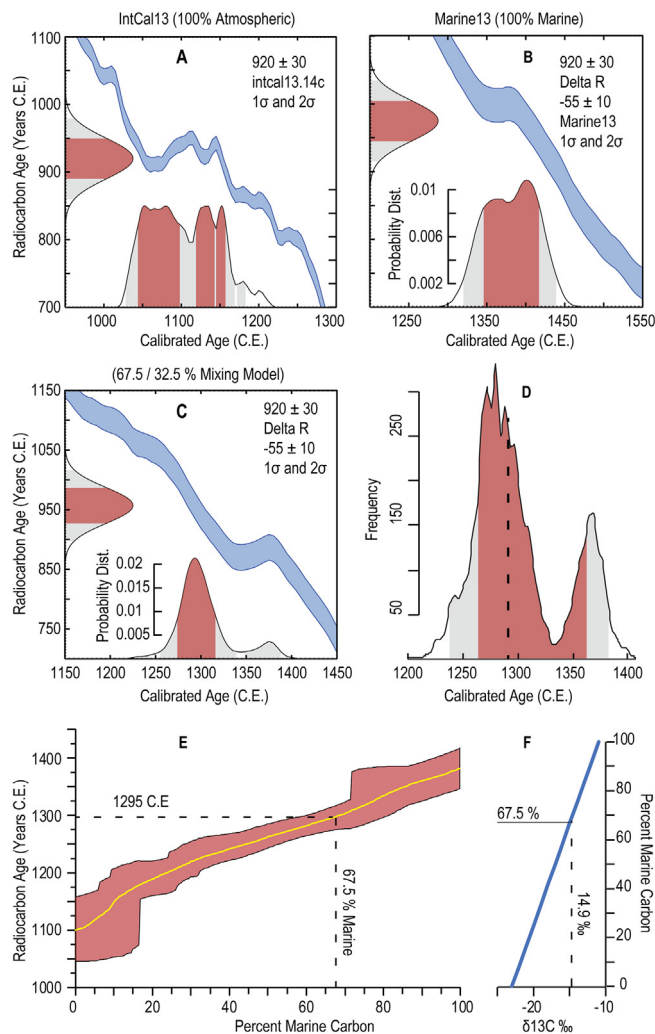 IntCal13 (100% Atmospheric)
Marine13 (100% Marine)
A
920 ± 30
intcal13.14c
1σ and 2σ
Radiocarbon Age (Years C.E.)
1100
1000
900
800
700
1000
1100
1200
1300
Calibrated Age (C.E.)
B
920 ± 30
Delta R
-55 ± 10
Marine13
1σ and 2σ
Probability Dist.
0.010
0.006
0.002
1250
1350
1450
1550
Calibrated Age (C.E.)
(67.5 / 32.5 % Mixing Model)
C
920 ± 30
Delta R
-55 ± 10
1σ and 2σ
Radiocarbon Age (Years C.E.)
1150
1050
950
850
750
Probability Dist.
0.02
0.015
0.01
0.005
1150
1200
1250
1300
1350
1400
1450
Calibrated Age (C.E.)
D
Frequency
250
150
50
1200
1250
1300
1350
1400
Calibrated Age (C.E.)
E
Radiocarbon Age (Years C.E.)
1400
1300
1200
1100
1000
1295 C.E
67.5 % Marine
0
20
40
60
80
100
Percent Marine Carbon
F
67.5 %
14.9 ‰
100
80
60
40
20
0
Percent Marine Carbon
-20
-10
δ13C ‰